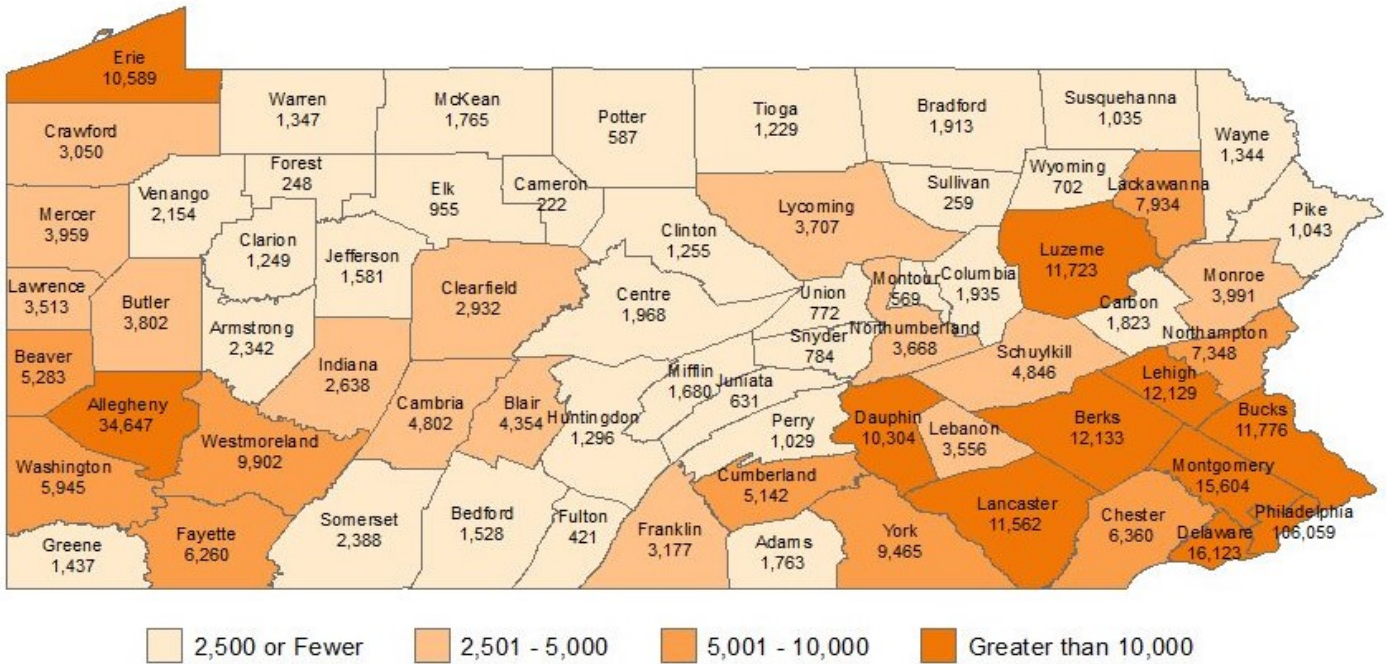 Erie
10,589
Warren
1,347
McKean
1,765
Potter
587
Tioga
1,229
Bradford
1,913
Susquehanna
1,035
Wayne
1,344
Crawford
3,050
Forest
248
Venango
2,154
Elk
955
Cameron
222
Sullivan
259
Wyoming
702
Lackawanna
7,934
Pike
1,043
Mercer
3,959
Clarion
1,249
Jefferson
1,581
Clinton
1,255
Lycoming
3,707
Luzerne
11,723
Monroe
3,991
Lawrence
3,513
Butler
3,802
Clearfield
2,932
Centre
1,968
Union
772
Montour
569
Columbia
1,935
Carbon
1,823
Armstrong
2,342
Snyder
784
Northumberland
3,668
Northampton
7,348
Beaver
5,283
Indiana
2,638
Mifflin
1,680
Juniata
631
Schuylkill
4,846
Lehigh
12,129
Allegheny
34,647
Cambria
4,802
Blair
4,354
Huntingdon
1,296
Perry
1,029
Dauphin
10,304
Lebanon
3,556
Berks
12,133
Bucks
11,776
Westmoreland
9,902
Washington
5,945
Cumberland
5,142
Montgomery
15,604
Greene
1,437
Fayette
6,260
Somerset
2,388
Bedford
1,528
Fulton
421
Franklin
3,177
Adams
1,763
York
9,465
Lancaster
11,562
Chester
6,360
Delaware
16,123
Philadelphia
106,059
2,500 or Fewer
2,501 - 5,000
5,001 - 10,000
Greater than 10,000